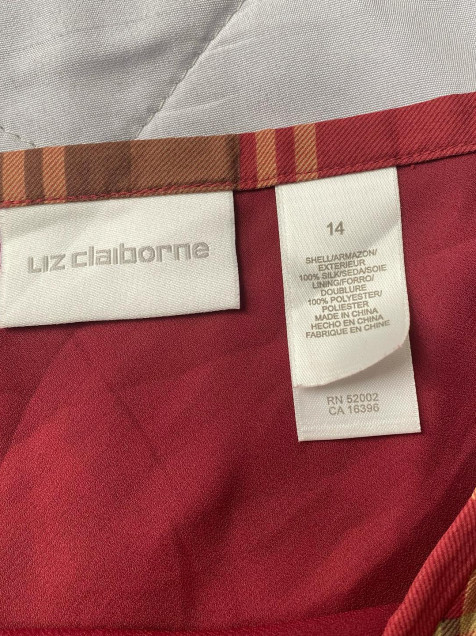 Liz claiborne
14
SHELL/ARMAZON/
EXTERIEUR
100% SILK/SEDA/SOIE
LINING/FORRO/
DOUBLURE
100% POLYESTER/
POLIESTER
MADE IN CHINA
HECHO EN CHINA
FABRIQUE EN CHINE
RN 52002
CA 16396